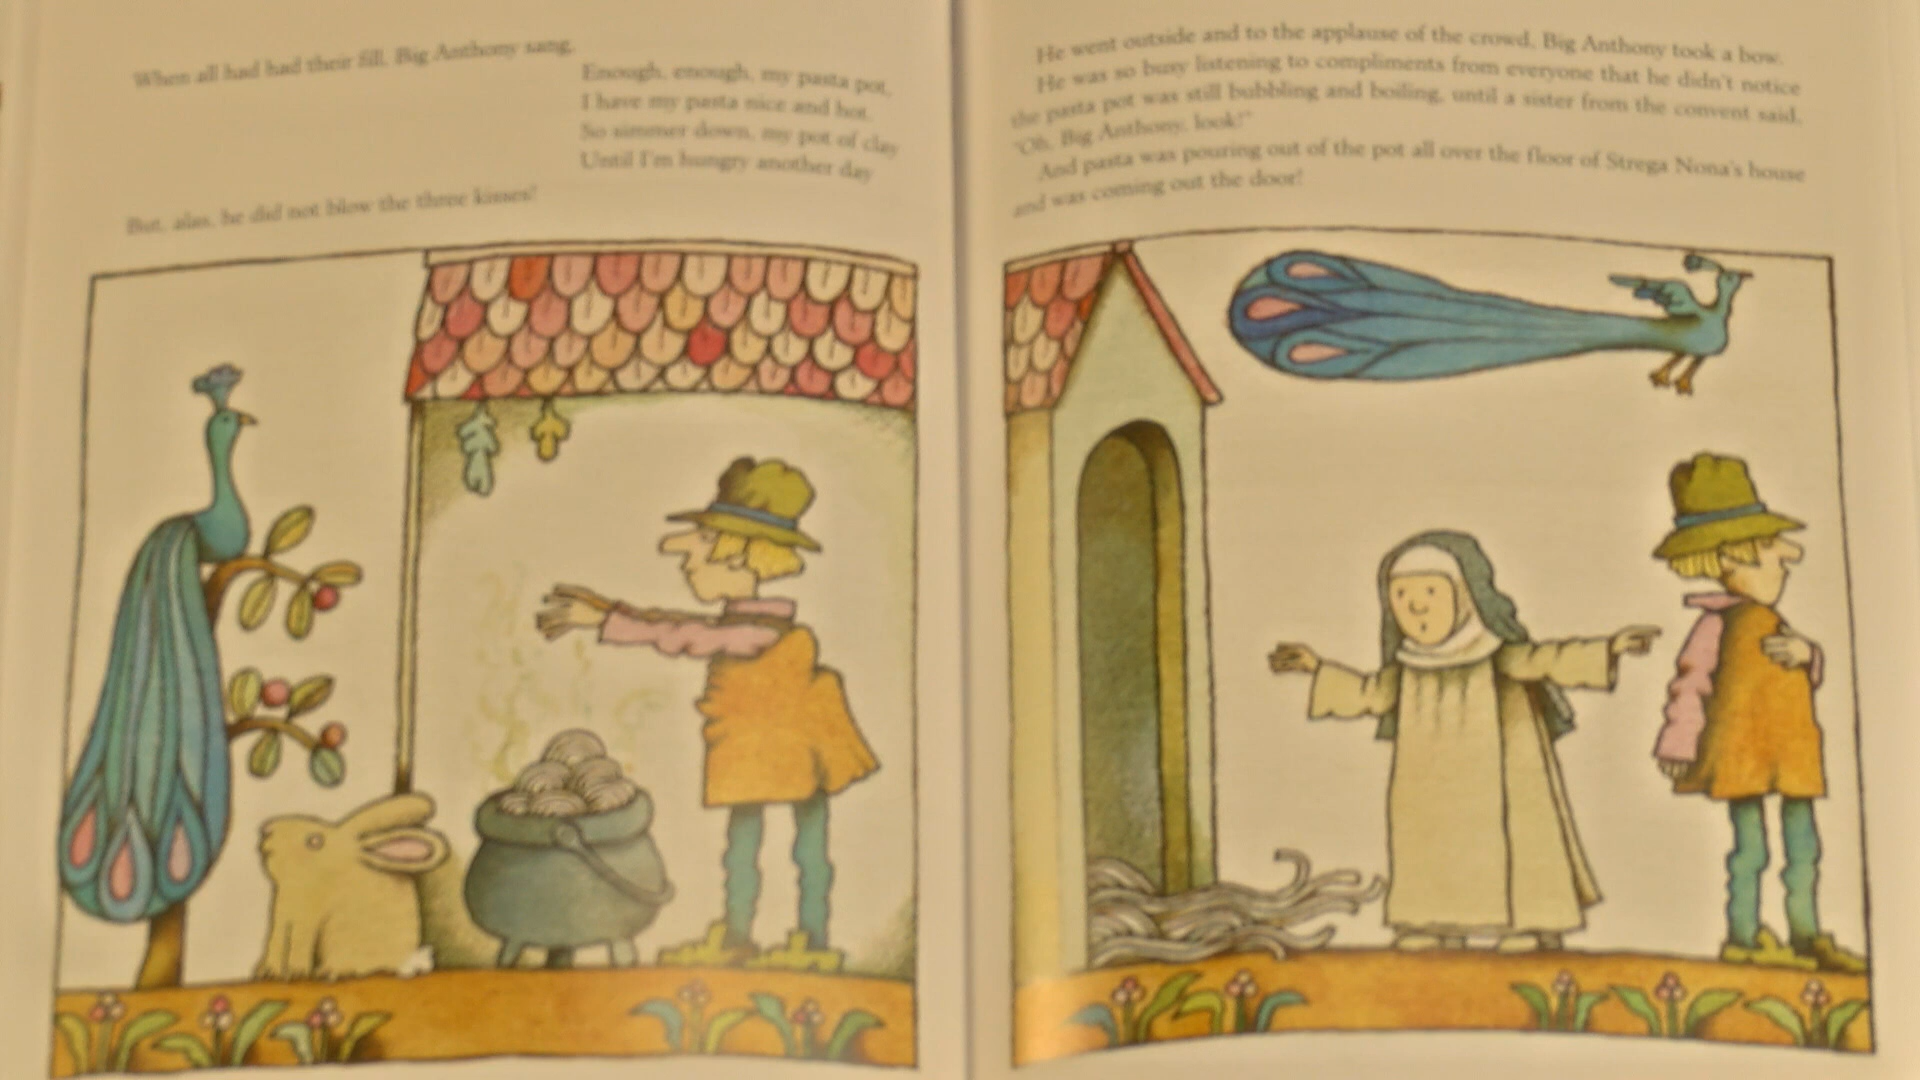 When all had had their fill, Big Anthony sang,
Enough, enough, my pasta pot,
I have my pasta nice and hot,
So simmer down, my pot of clay
Until I'm hungry another day
But, alas, he did not blow the three kisses!
He went outside and to the applause of the crowd, Big Anthony took a bow.
He was so busy listening to compliments from everyone that he didn't notice
the pasta pot was still bubbling and boiling, until a sister from the convent said,
"Oh, Big Anthony, look!"
And pasta was pouring out of the pot all over the floor of Strega Nona's house
and was coming out the door!